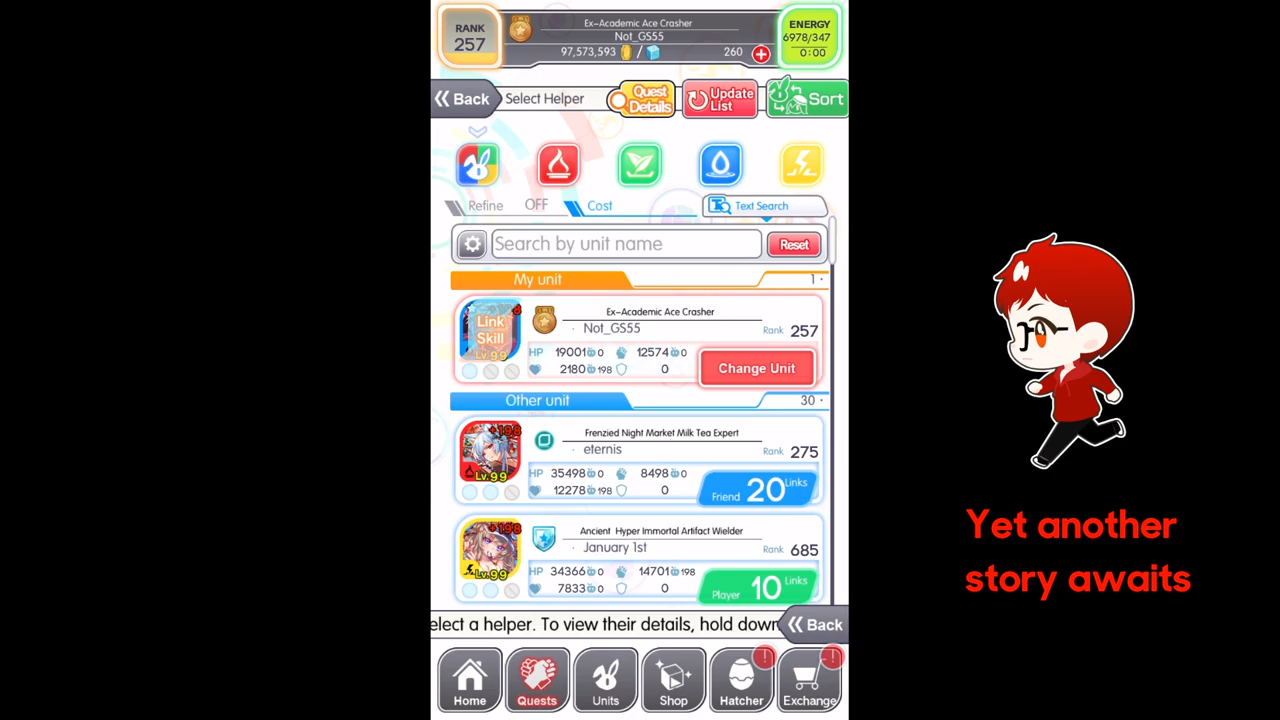 RANK
257
Ex-Academic Ace Crasher
Not_GS55
97,573,593 / 260
ENERGY
6978/347
0:00
Back
Select Helper
Quest
Details
Update
List
Sort
Refine OFF Cost Text Search
Search by unit name
Reset
My unit 1
Link
Skill
Lv.99
Ex-Academic Ace Crasher
Not_GS55
Rank 257
HP 19001 0 12574 0
2180 198 0
Change Unit
Other unit 30
+198
Lv.99
Frenzied Night Market Milk Tea Expert
eternis
Rank 275
HP 35498 0 8498 0
12278 198 0
Friend 20 Links
+198
Lv.99
Ancient Hyper Immortal Artifact Wielder
January 1st
Rank 685
HP 34366 0 14701 198
7833 0 0
Player 10 Links
elect a helper. To view their details, hold down
Back
Home
Quests
Units
Shop
Hatcher
!
Exchange
!
Yet another
story awaits